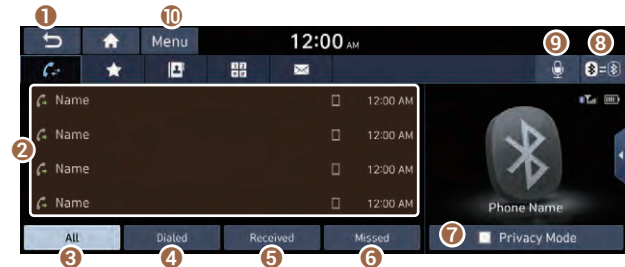 1 10
Menu 12:00 AM 9 8
2
Name 12:00 AM
Name 12:00 AM
Name 12:00 AM
Name 12:00 AM
Phone Name
7 Privacy Mode
All Dialed Received Missed
3 4 5 6